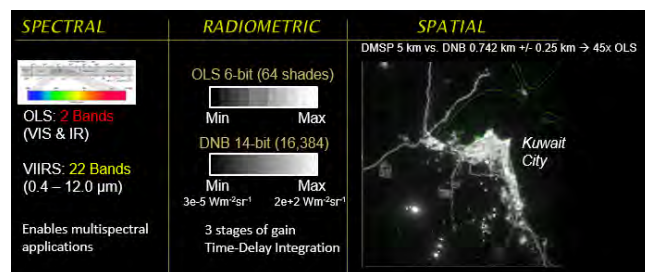 SPECTRAL
OLS: 2 Bands
(VIS & IR)
VIIRS: 22 Bands
(0.4 – 12.0 µm)
Enables multispectral
applications
RADIOMETRIC
OLS 6-bit (64 shades)
Min Max
DNB 14-bit (16,384)
Min Max
3e-5 Wm-²sr-¹ 2e+2 Wm-²sr-¹
3 stages of gain
Time-Delay Integration
SPATIAL
DMSP 5 km vs. DNB 0.742 km +/- 0.25 km → 45x OLS
Kuwait
City